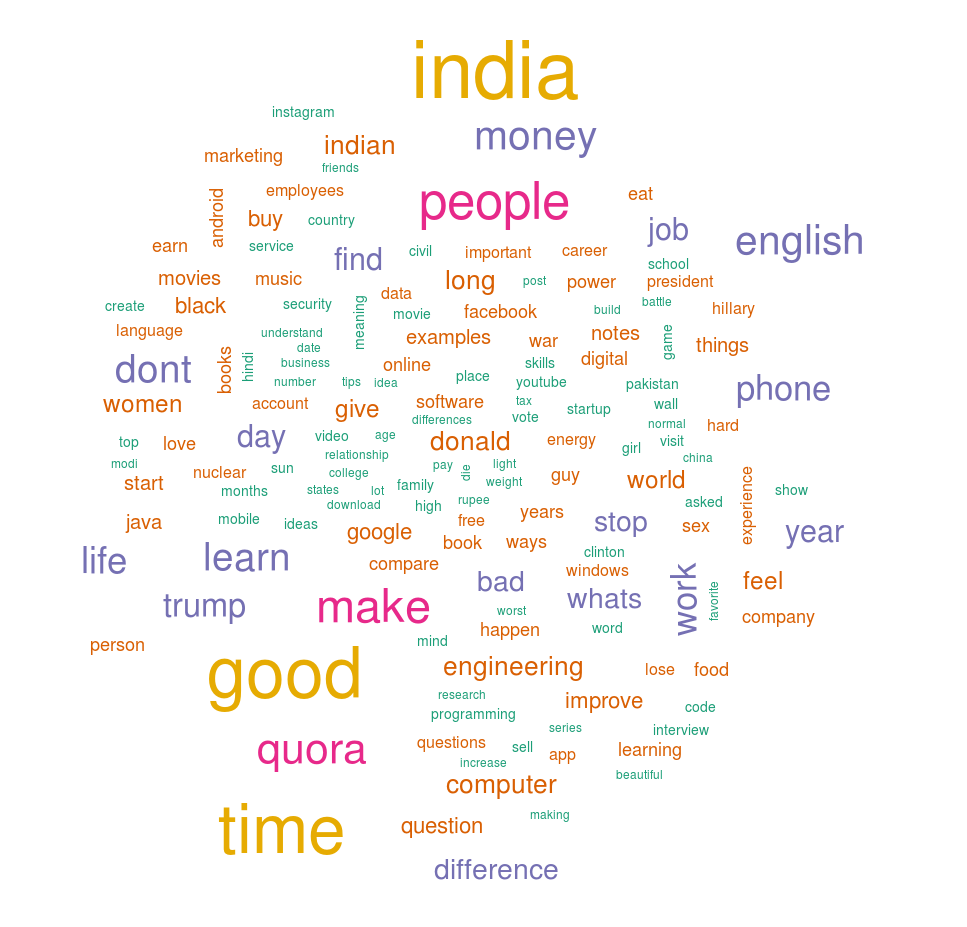 india
instagram
money
indian
marketing
friends
people
employees
eat
android
buy
country
job
english
earn
service
find
civil
important
career
school
movies
music
long
post
power
president
data
create
black
security
meaning
movie
facebook
build
battle
hillary
language
understand
examples
war
notes
game
things
date
hindi
books
business
online
skills
digital
dont
number
tips
idea
place
youtube
pakistan
phone
women
account
give
software
tax
startup
wall
differences
vote
normal
hard
top
love
day
video
age
donald
energy
girl
visit
relationship
modi
nuclear
sun
college
pay
die
light
guy
world
china
start
months
states
lot
family
weight
experience
show
download
high
rupee
asked
java
mobile
ideas
google
free
years
stop
sex
year
book
ways
life
learn
compare
clinton
windows
trump
make
bad
whats
work
favorite
feel
worst
company
person
mind
happen
word
good
engineering
lose
food
research
improve
programming
code
quora
questions
series
interview
sell
app
learning
increase
beautiful
computer
time
question
making
difference